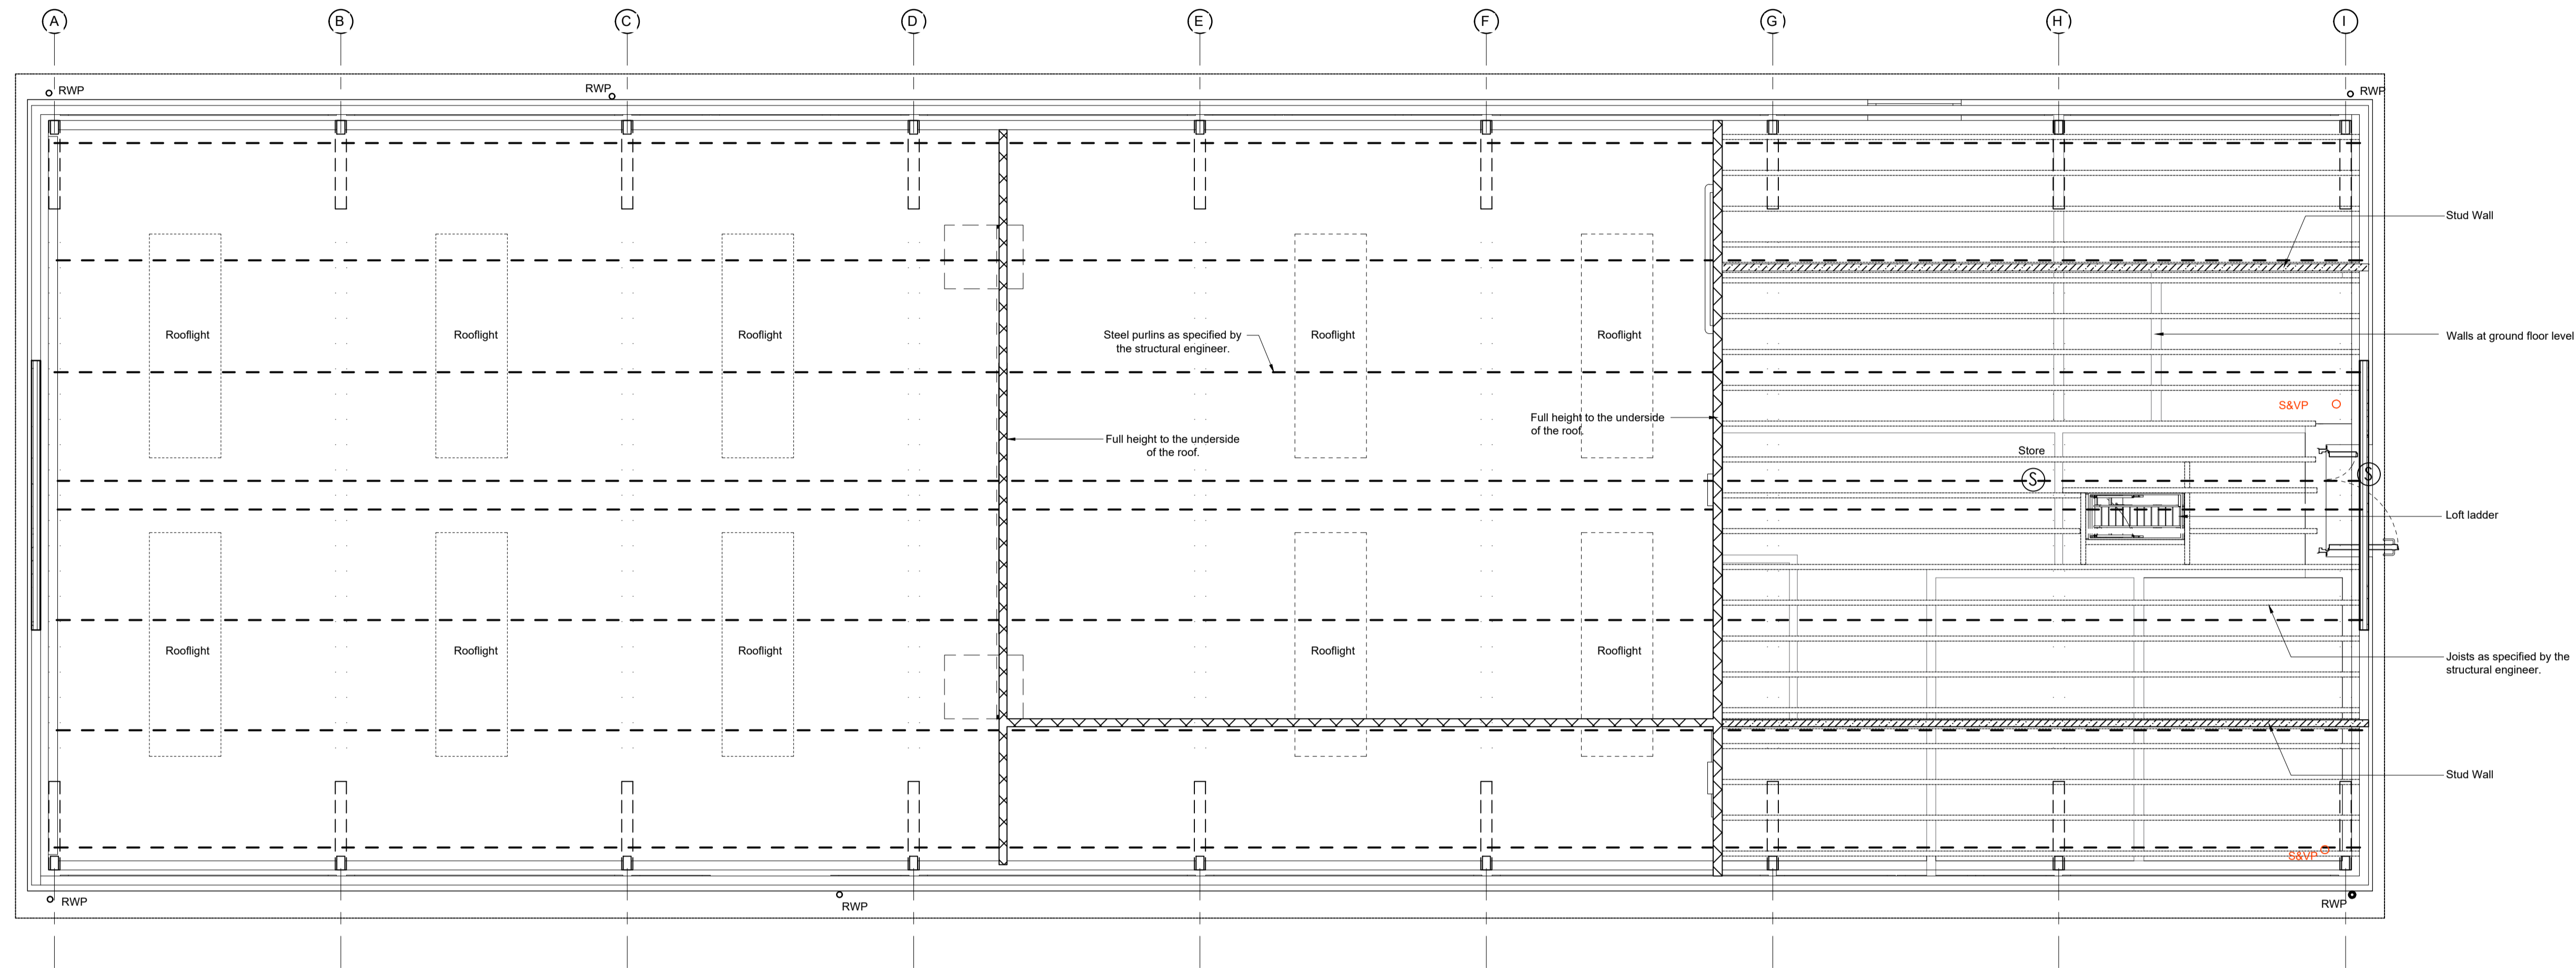 A B C D E F G H I
RWP
RWP
RWP
Stud Wall
Rooflight
Rooflight
Rooflight
Steel purlins as specified by
the structural engineer.
Rooflight
Rooflight
Walls at ground floor level
S&VP
Full height to the underside
of the roof.
Full height to the underside
of the roof.
Store
S
S
Loft ladder
Rooflight
Rooflight
Rooflight
Rooflight
Rooflight
Joists as specified by the
structural engineer.
Stud Wall
S&VP
RWP
RWP
RWP